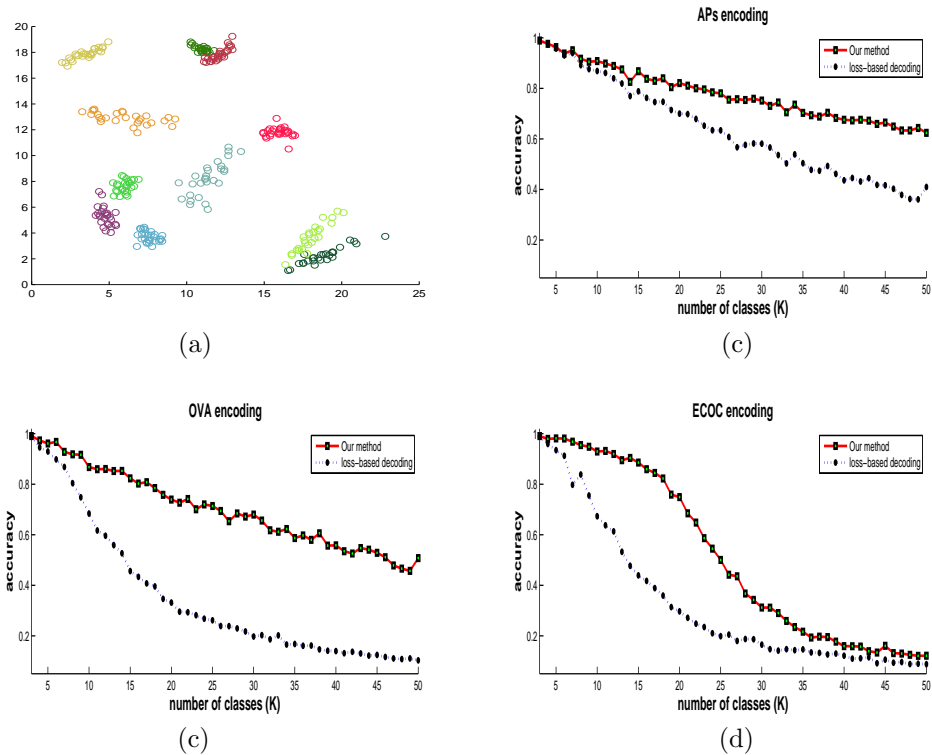 APs encoding
20
18
16
14
12
10
8
6
4
2
0
0 5 10 15 20 25
(a)
1
0.8
0.6
0.4
0.2
accuracy
Our method
loss-based decoding
5 10 15 20 25 30 35 40 45 50
number of classes (K)
(c)
OVA encoding
1
0.8
0.6
0.4
0.2
accuracy
Our method
loss-based decoding
5 10 15 20 25 30 35 40 45 50
number of classes (K)
(c)
ECOC encoding
1
0.8
0.6
0.4
0.2
accuracy
Our method
loss-based decoding
5 10 15 20 25 30 35 40 45 50
number of classes (K)
(d)